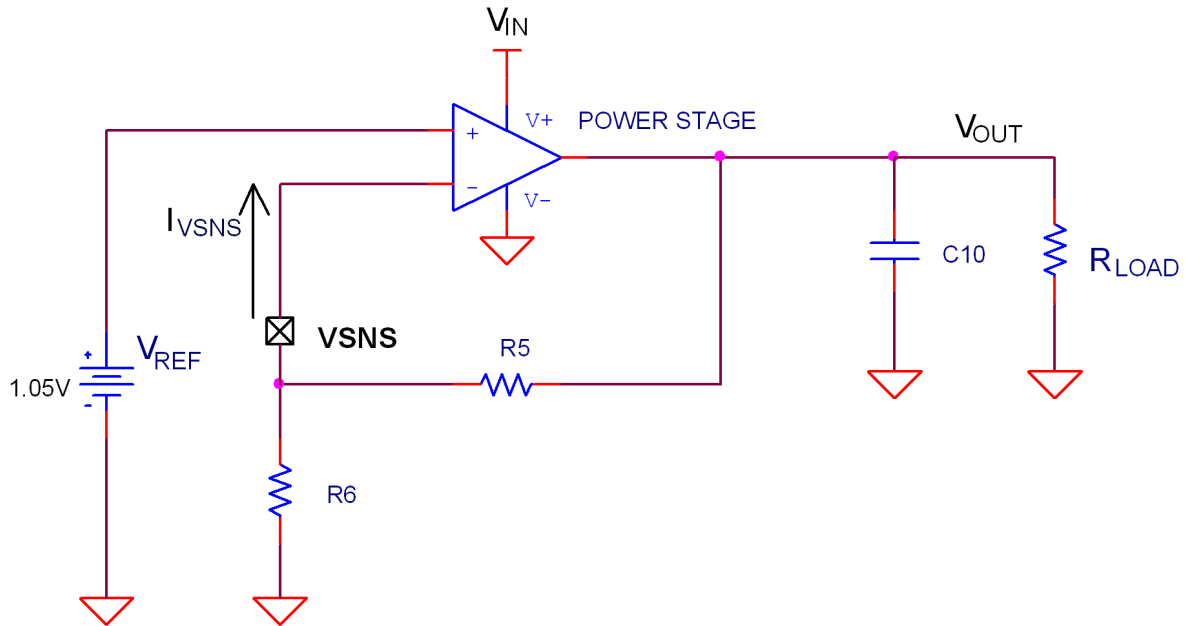 VIN
V+
POWER STAGE
+
-
V-
VOUT
IVSNS
C10
RLOAD
VSNS
+
VREF
R5
1.05V
-
R6